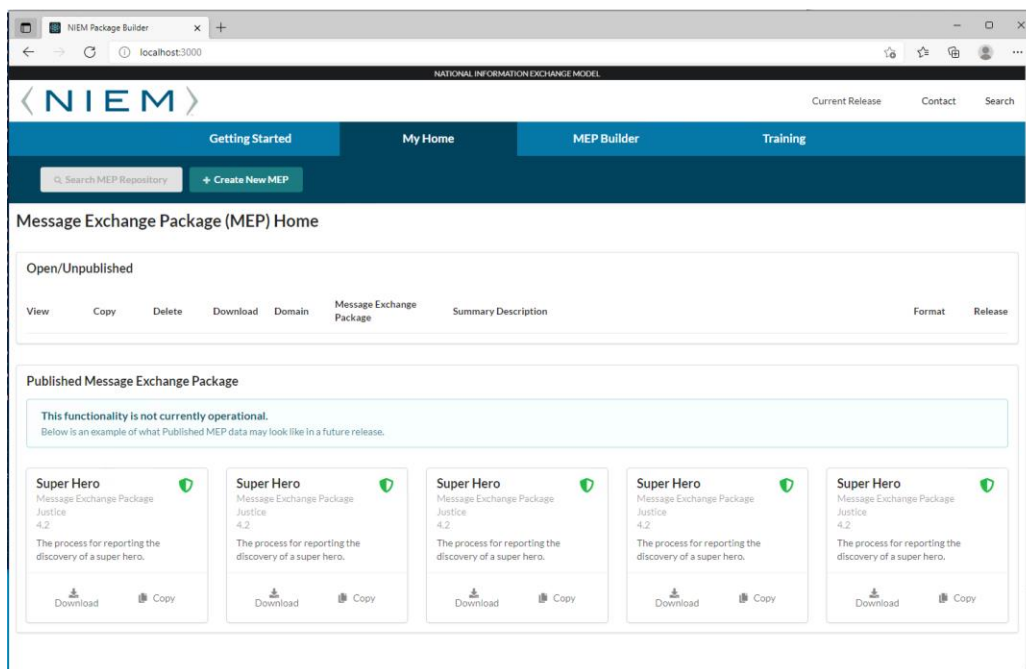 NIEM Package Builder
localhost:3000
NATIONAL INFORMATION EXCHANGE MODEL
NIEM
Current Release Contact Search
Getting Started My Home MEP Builder Training
Search MEP Repository + Create New MEP
Message Exchange Package (MEP) Home
Open/Unpublished
View Copy Delete Download Domain Message Exchange Package Summary Description Format Release
Published Message Exchange Package
This functionality is not currently operational.
Below is an example of what Published MEP data may look like in a future release.
Super Hero
Message Exchange Package
Justice
4.2
The process for reporting the
discovery of a super hero.
Download Copy
Super Hero
Message Exchange Package
Justice
4.2
The process for reporting the
discovery of a super hero.
Download Copy
Super Hero
Message Exchange Package
Justice
4.2
The process for reporting the
discovery of a super hero.
Download Copy
Super Hero
Message Exchange Package
Justice
4.2
The process for reporting the
discovery of a super hero.
Download Copy
Super Hero
Message Exchange Package
Justice
4.2
The process for reporting the
discovery of a super hero.
Download Copy